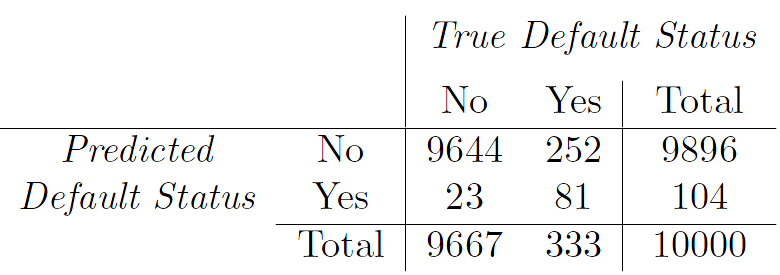 True Default Status
No Yes Total
Predicted No 9644 252 9896
Default Status Yes 23 81 104
Total 9667 333 10000